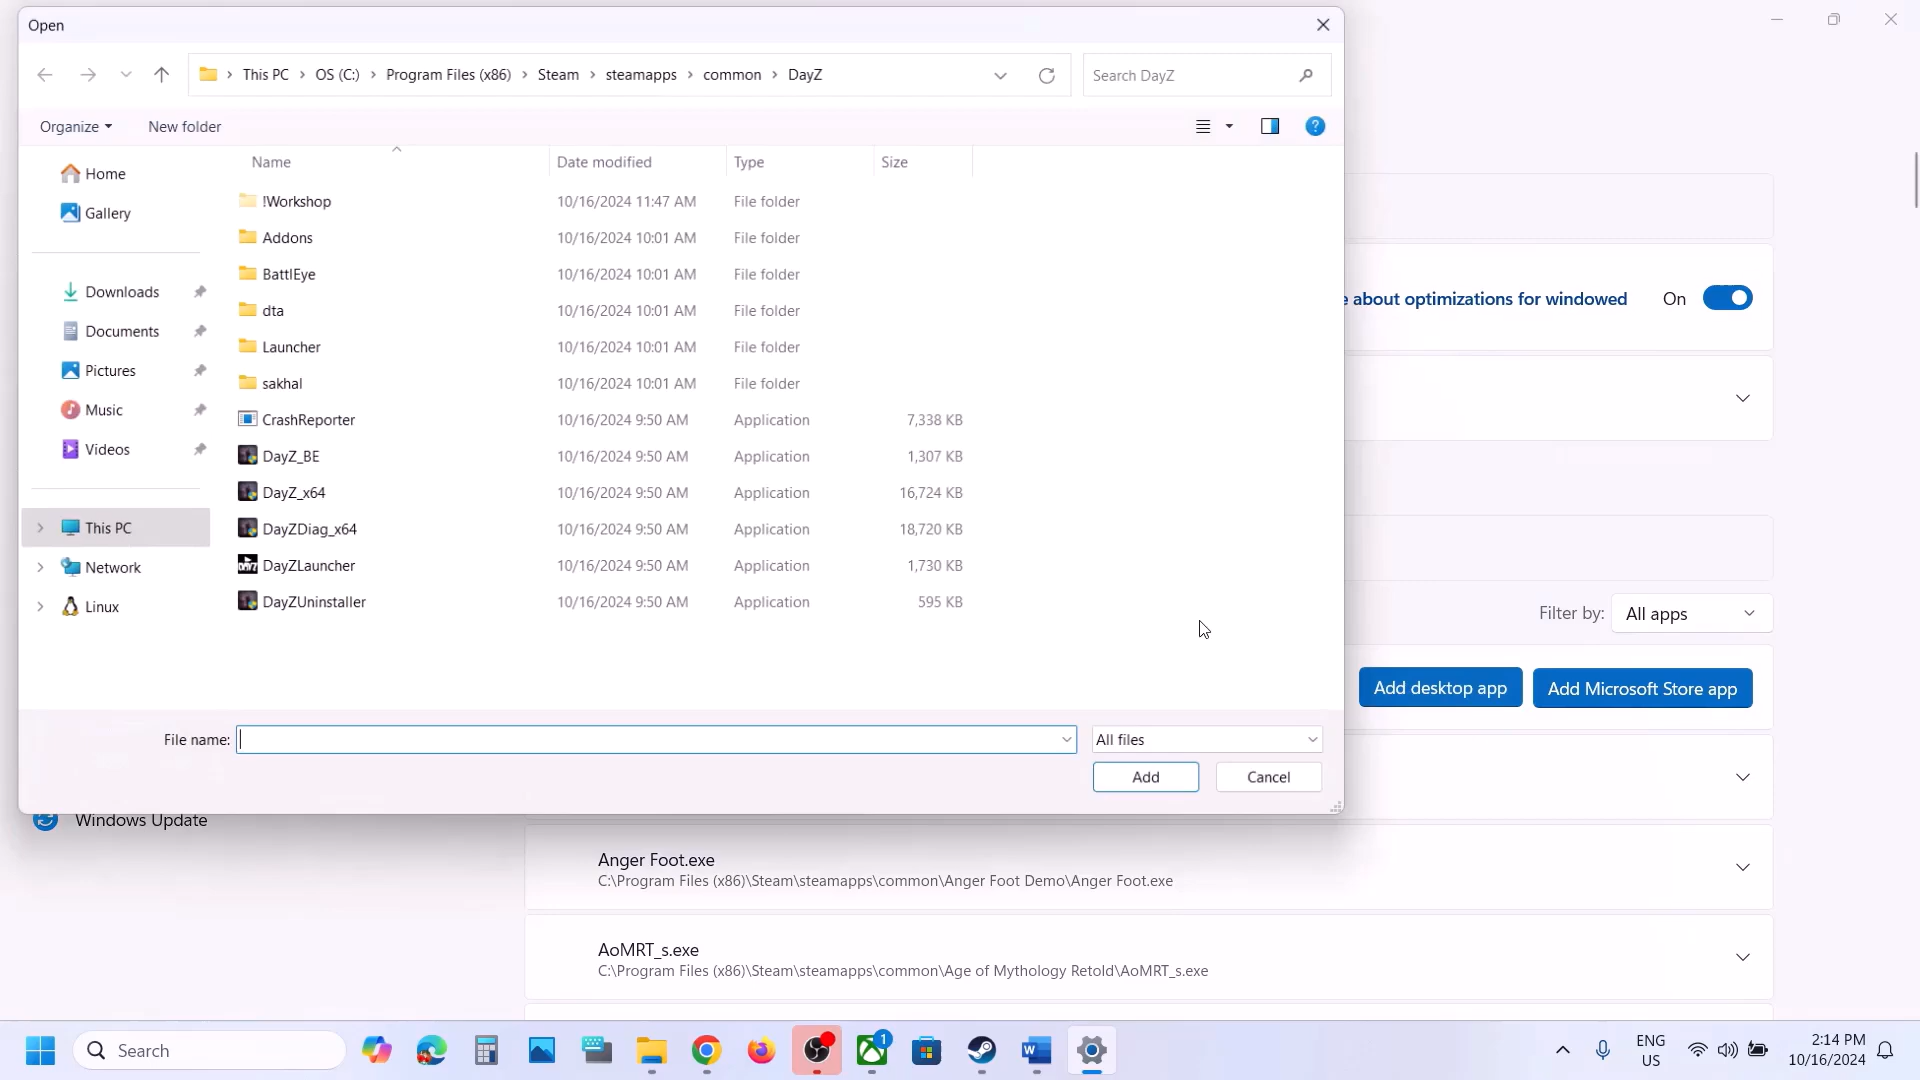 Open
This PC > OS (C:) > Program Files (x86) > Steam > steamapps > common > DayZ
Search DayZ
Organize
New folder
?
Name
Date modified
Type
Size
Home
Gallery
Downloads
Documents
Pictures
Music
Videos
This PC
Network
Linux
!Workshop 10/16/2024 11:47 AM File folder
Addons 10/16/2024 10:01 AM File folder
BattlEye 10/16/2024 10:01 AM File folder
dta 10/16/2024 10:01 AM File folder
Launcher 10/16/2024 10:01 AM File folder
sakhal 10/16/2024 10:01 AM File folder
CrashReporter 10/16/2024 9:50 AM Application 7,338 KB
DayZ_BE 10/16/2024 9:50 AM Application 1,307 KB
DayZ_x64 10/16/2024 9:50 AM Application 16,724 KB
DayZDiag_x64 10/16/2024 9:50 AM Application 18,720 KB
DayZLauncher 10/16/2024 9:50 AM Application 1,730 KB
DayZUninstaller 10/16/2024 9:50 AM Application 595 KB
File name:
All files
Add
Cancel
about optimizations for windowed
On
Filter by:
All apps
Add desktop app
Add Microsoft Store app
Windows Update
Anger Foot.exe
C:\Program Files (x86)\Steam\steamapps\common\Anger Foot Demo\Anger Foot.exe
AoMRT_s.exe
C:\Program Files (x86)\Steam\steamapps\common\Age of Mythology Retold\AoMRT_s.exe
Search
1
ENG
US
2:14 PM
10/16/2024